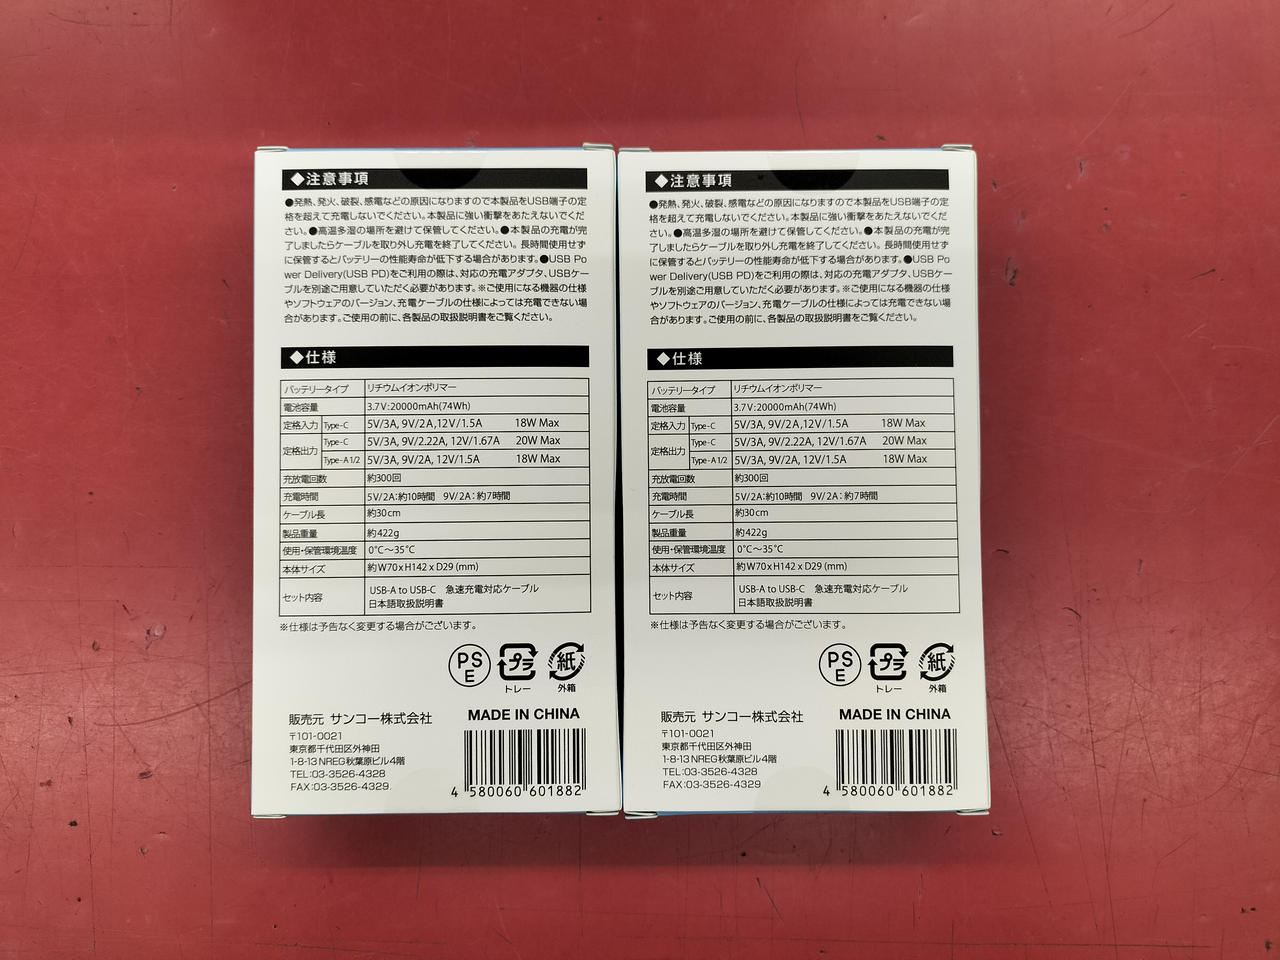 ◆注意事項
●発熱、発火、破裂、感電などの原因になりますので本製品をUSB端子の定
格を超えて充電しないでください。本製品に強い衝撃をあたえないでくだ
さい。●高温多湿の場所を避けて保管してください。●本製品の充電が完
了しましたらケーブルを取り外し充電を終了してください。長時間使用せず
に保管するとバッテリーの性能寿命が低下する場合があります。●USB Po
wer Delivery(USB PD)をご利用の際は、対応の充電アダプタ、USBケー
ブルを別途ご用意していただく必要があります。※ご使用になる機器の仕様
やソフトウェアのバージョン、充電ケーブルの仕様によっては充電できない場
合があります。ご使用の前に、各製品の取扱説明書をご覧ください。
◆仕様
バッテリータイプ リチウムイオンポリマー
電池容量 3.7V:20000mAh(74Wh)
定格入力 Type-C 5V/3A, 9V/2A,12V/1.5A 18W Max
定格出力 Type-C 5V/3A, 9V/2.22A, 12V/1.67A 20W Max
Type-A 1/2 5V/3A, 9V/2A, 12V/1.5A 18W Max
充放電回数 約300回
充電時間 5V/2A:約10時間 9V/2A:約7時間
ケーブル長 約30cm
製品重量 約422g
使用・保管環境温度 0℃～35℃
本体サイズ 約W70 x H142 x D29 (mm)
セット内容 USB-A to USB-C 急速充電対応ケーブル
日本語取扱説明書
※仕様は予告なく変更する場合がございます。
PS
E
プラ
トレー
紙
外箱
販売元 サンコー株式会社
〒101-0021
東京都千代田区外神田
1-8-13 NREG秋葉原ビル4階
TEL:03-3526-4328
FAX:03-3526-4329
MADE IN CHINA
4 580060 601882
◆注意事項
●発熱、発火、破裂、感電などの原因になりますので本製品をUSB端子の定
格を超えて充電しないでください。本製品に強い衝撃をあたえないでくだ
さい。●高温多湿の場所を避けて保管してください。●本製品の充電が完
了しましたらケーブルを取り外し充電を終了してください。長時間使用せず
に保管するとバッテリーの性能寿命が低下する場合があります。●USB Po
wer Delivery(USB PD)をご利用の際は、対応の充電アダプタ、USBケー
ブルを別途ご用意していただく必要があります。※ご使用になる機器の仕様
やソフトウェアのバージョン、充電ケーブルの仕様によっては充電できない場
合があります。ご使用の前に、各製品の取扱説明書をご覧ください。
◆仕様
バッテリータイプ リチウムイオンポリマー
電池容量 3.7V:20000mAh(74Wh)
定格入力 Type-C 5V/3A, 9V/2A,12V/1.5A 18W Max
定格出力 Type-C 5V/3A, 9V/2.22A, 12V/1.67A 20W Max
Type-A 1/2 5V/3A, 9V/2A, 12V/1.5A 18W Max
充放電回数 約300回
充電時間 5V/2A:約10時間 9V/2A:約7時間
ケーブル長 約30cm
製品重量 約422g
使用・保管環境温度 0℃～35℃
本体サイズ 約W70 x H142 x D29 (mm)
セット内容 USB-A to USB-C 急速充電対応ケーブル
日本語取扱説明書
※仕様は予告なく変更する場合がございます。
PS
E
プラ
トレー
紙
外箱
販売元 サンコー株式会社
〒101-0021
東京都千代田区外神田
1-8-13 NREG秋葉原ビル4階
TEL:03-3526-4328
FAX:03-3526-4329
MADE IN CHINA
4 580060 601882